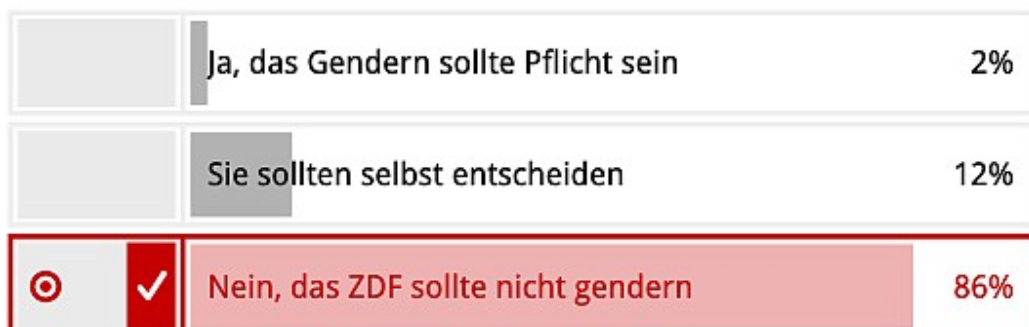 Ja, das Gendern sollte Pflicht sein 2%
Sie sollten selbst entscheiden 12%
Nein, das ZDF sollte nicht gendern 86%